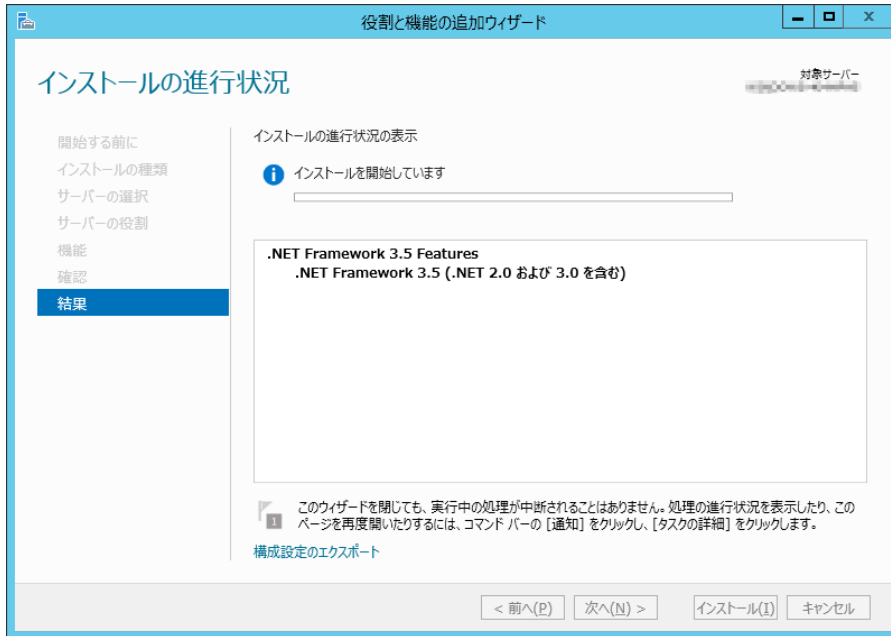 役割と機能の追加ウィザード
インストールの進行状況
対象サーバー
開始する前に
インストールの種類
サーバーの選択
サーバーの役割
機能
確認
結果
インストールの進行状況の表示
インストールを開始しています
.NET Framework 3.5 Features
.NET Framework 3.5 (.NET 2.0 および 3.0 を含む)
1
このウィザードを閉じても、実行中の処理が中断されることはありません。処理の進行状況を表示したり、この
ページを再度開いたりするには、コマンド バーの [通知] をクリックし、[タスクの詳細] をクリックします。
構成設定のエクスポート
< 前へ(P) 次へ(N) > インストール(I) キャンセル